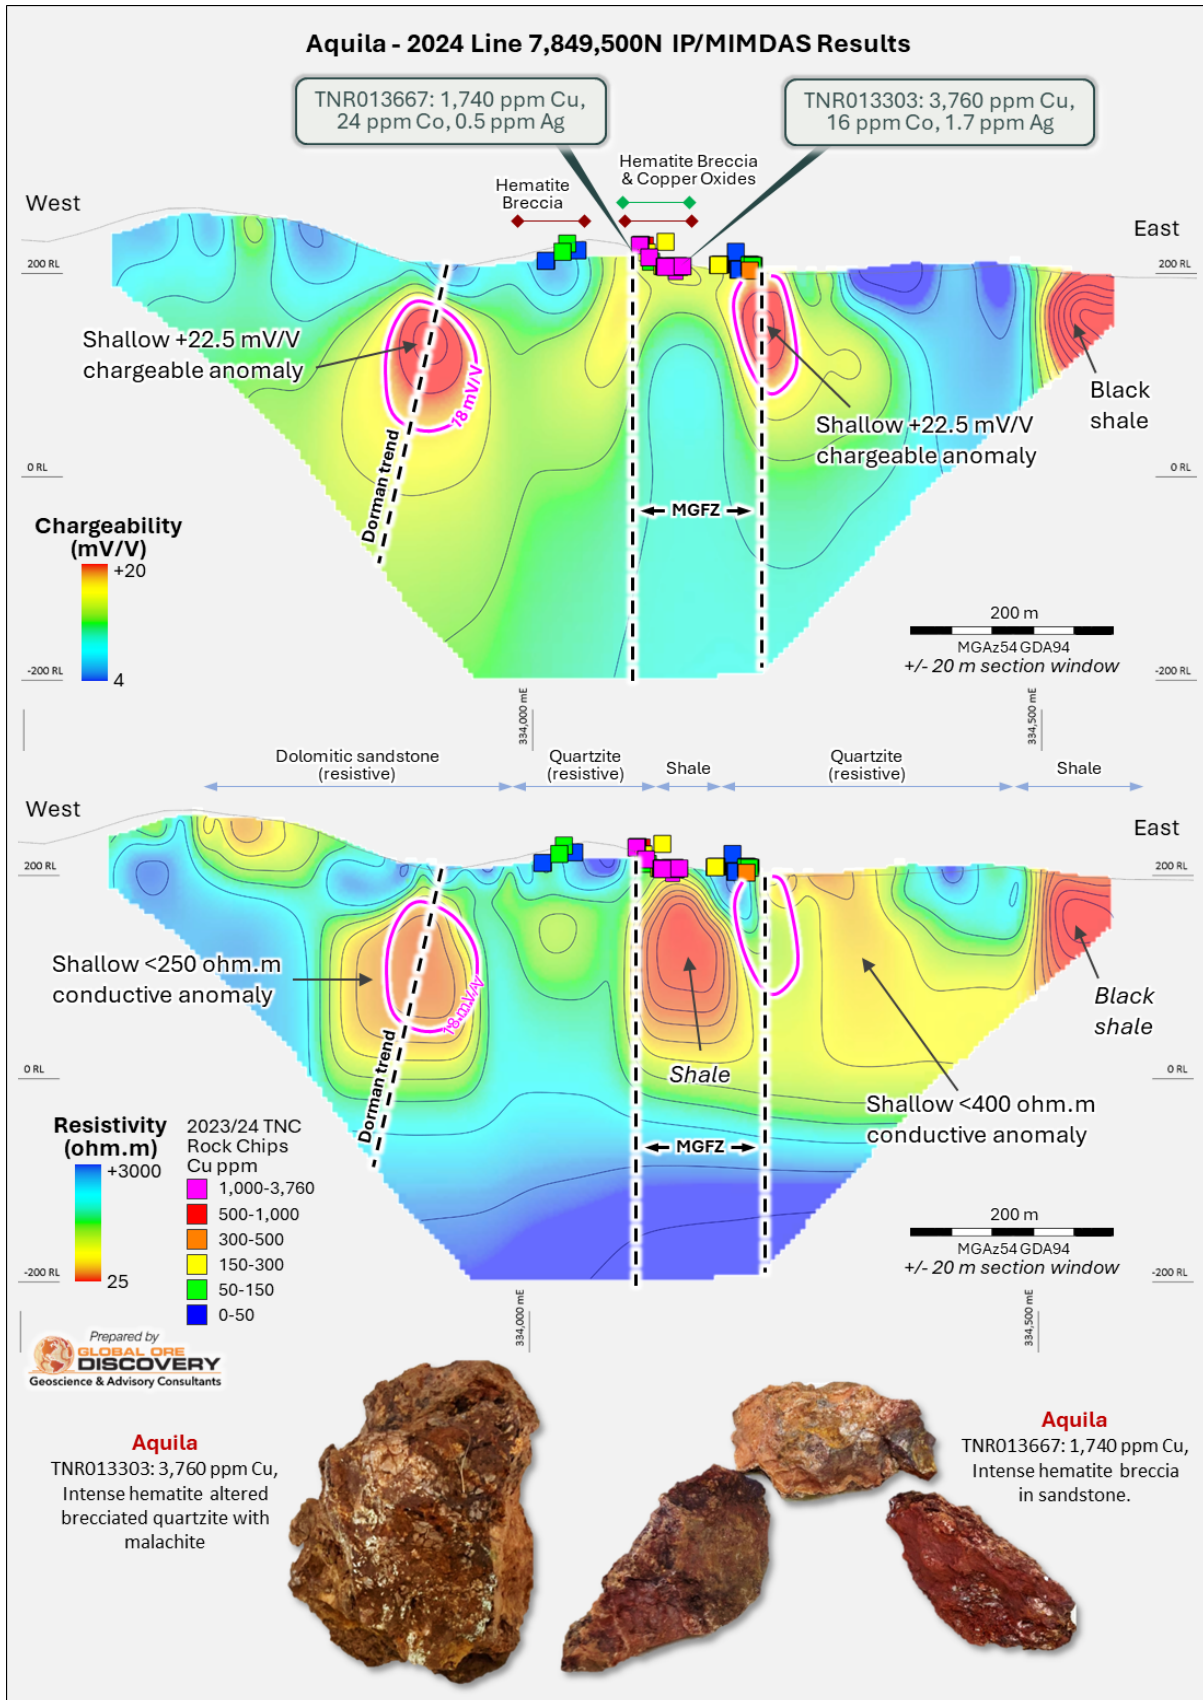 Aquila - 2024 Line 7,849,500N IP/MIMDAS Results
TNR013667: 1,740 ppm Cu,
24 ppm Co, 0.5 ppm Ag
TNR013303: 3,760 ppm Cu,
16 ppm Co, 1.7 ppm Ag
Hematite Breccia
& Copper Oxides
Hematite
Breccia
West
East
200 RL
200 RL
Shallow +22.5 mV/V
chargeable anomaly
18 mV/V
Black
shale
Shallow +22.5 mV/V
chargeable anomaly
0 RL
0 RL
Dorman trend
MGFZ
Chargeability
(mV/V)
+20
4
200 m
MGAz54 GDA94
+/- 20 m section window
-200 RL
-200 RL
334,000 mE
334,500 mE
Dolomitic sandstone
(resistive)
Quartzite
(resistive)
Shale
Quartzite
(resistive)
Shale
West
East
200 RL
200 RL
Shallow <250 ohm.m
conductive anomaly
18 mV/V
Black
shale
Shale
0 RL
0 RL
Dorman trend
Shallow <400 ohm.m
conductive anomaly
MGFZ
Resistivity
(ohm.m)
+3000
25
2023/24 TNC
Rock Chips
Cu ppm
1,000-3,760
500-1,000
300-500
150-300
50-150
0-50
200 m
MGAz54 GDA94
+/- 20 m section window
-200 RL
-200 RL
334,000 mE
334,500 mE
Prepared by
GLOBAL ORE
DISCOVERY
Geoscience & Advisory Consultants
Aquila
TNR013303: 3,760 ppm Cu,
Intense hematite altered
brecciated quartzite with
malachite
Aquila
TNR013667: 1,740 ppm Cu,
Intense hematite breccia
in sandstone.